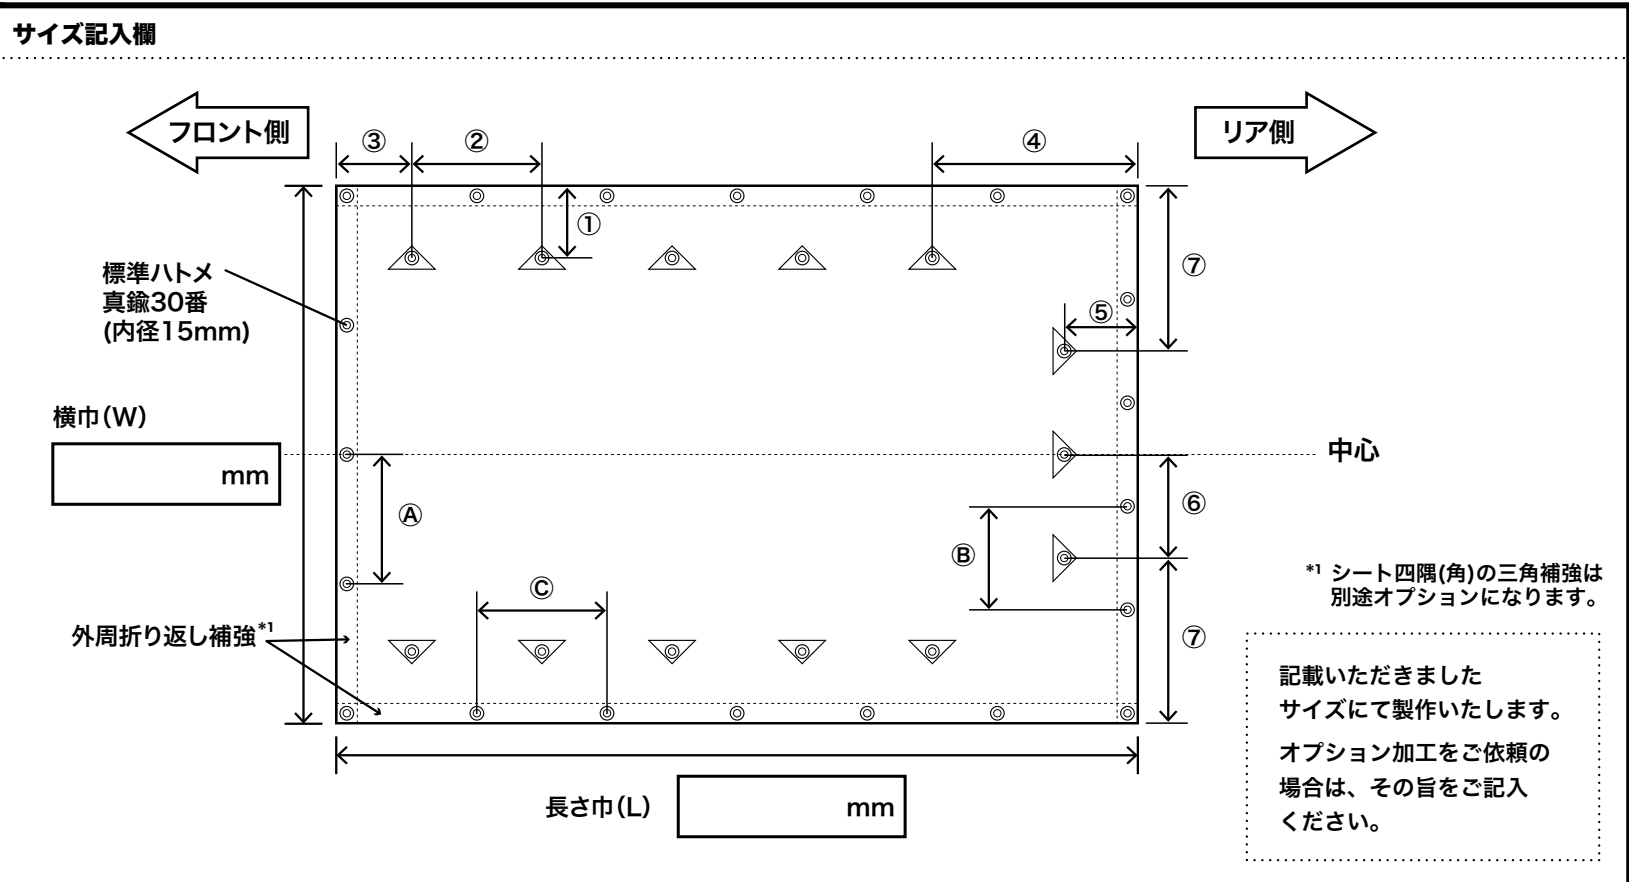 サイズ記入欄
フロント側
リア側
③
②
④
①
⑦
標準ハトメ
真鍮30番
(内径15mm)
⑤
横巾(W)
mm
中心
Ⓐ
⑥
Ⓑ
Ⓒ
*1 シート四隅(角)の三角補強は
別途オプションになります。
外周折り返し補強*1
⑦
記載いただきました
サイズにて製作いたします。
オプション加工をご依頼の
場合は、その旨をご記入
ください。
長さ巾(L)
mm